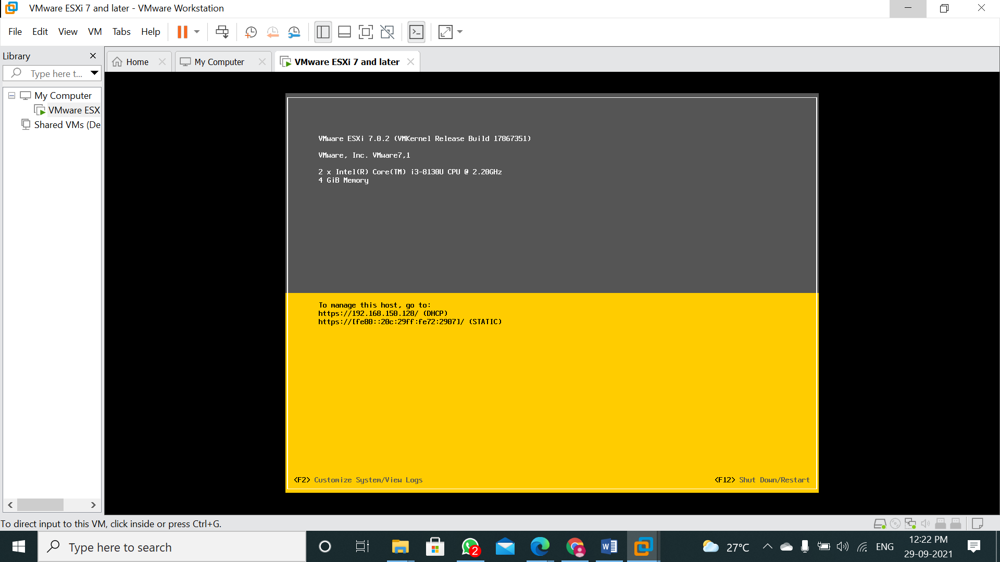 VMware ESXi 7 and later - VMware Workstation
File Edit View VM Tabs Help
Library
Home
My Computer
VMware ESXi 7 and later
Type here t...
My Computer
VMware ESX
Shared VMs (De
VMware ESXi 7.0.2 (VMKernel Release Build 17867351)
VMware, Inc. VMware7,1
2 x Intel(R) Core(TM) i3-8130U CPU @ 2.20GHz
4 GiB Memory
To manage this host, go to:
https://192.168.150.128/ (DHCP)
https://[fe80::20c:29ff:fe72:2907]/ (STATIC)
<F2> Customize System/View Logs
<F12> Shut Down/Restart
To direct input to this VM, click inside or press Ctrl+G.
Type here to search
2
27°C
ENG
12:22 PM
29-09-2021